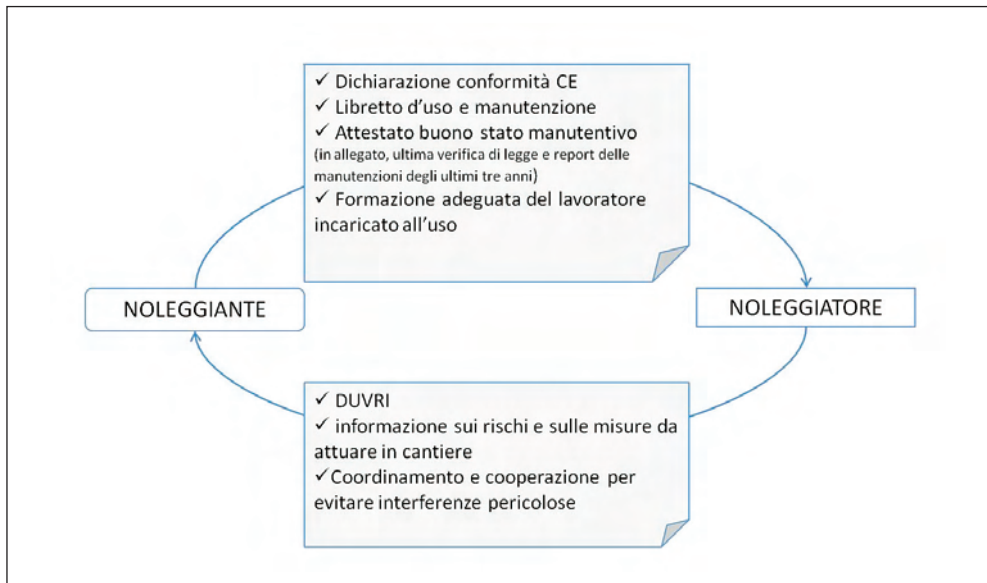 ✓ Dichiarazione conformità CE
✓ Libretto d’uso e manutenzione
✓ Attestato buono stato manutentivo
(in allegato, ultima verifica di legge e report delle
manutenzioni degli ultimi tre anni)
✓ Formazione adeguata del lavoratore
incaricato all’uso
NOLEGGIANTE
NOLEGGIATORE
✓ DUVRI
✓ informazione sui rischi e sulle misure da
attuare in cantiere
✓Coordinamento e cooperazione per
evitare interferenze pericolose